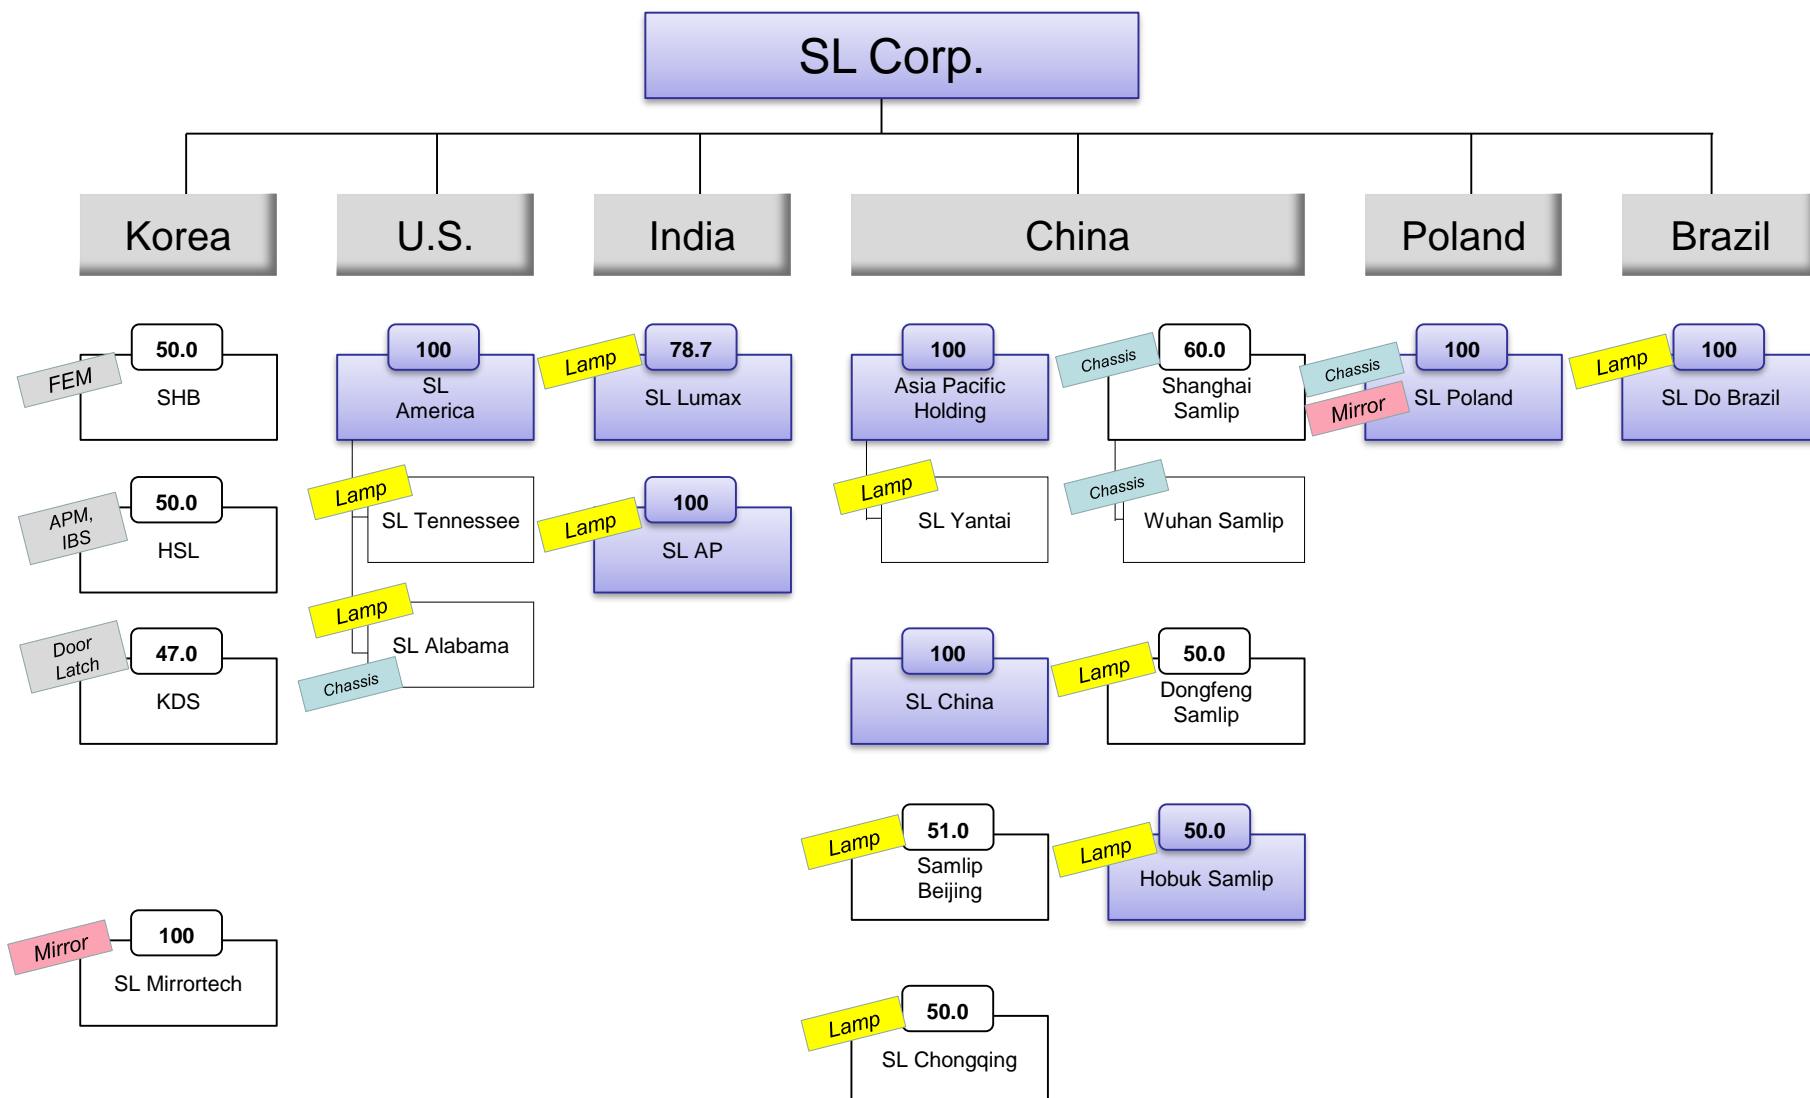 SL Corp.
Korea
U.S.
India
China
Poland
Brazil
50.0
FEM
SHB
50.0
APM,
IBS
HSL
47.0
Door
Latch
KDS
100
Mirror
SL Mirrortech
100
SL
America
Lamp
SL Tennessee
Lamp
SL Alabama
Chassis
78.7
Lamp
SL Lumax
100
Lamp
SL AP
100
Asia Pacific
Holding
Lamp
SL Yantai
100
SL China
51.0
Lamp
Samlip
Beijing
50.0
Lamp
SL Chongqing
60.0
Chassis
Shanghai
Samlip
Chassis
Wuhan Samlip
50.0
Lamp
Dongfeng
Samlip
50.0
Lamp
Hobuk Samlip
100
Chassis
Mirror
SL Poland
100
Lamp
SL Do Brazil